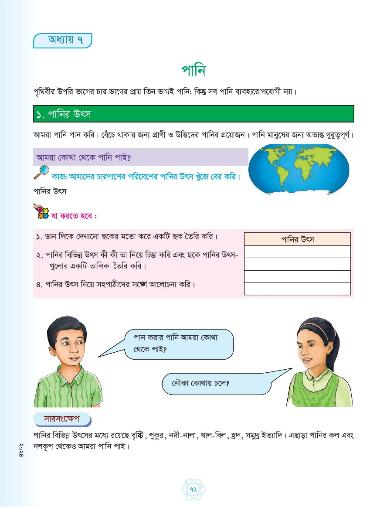 অধ্যায় ৭
পানি
পৃথিবীর উপরি ভাগের চার ভাগের প্রায় তিন ভাগই পানি; কিন্তু সব পানি ব্যবহারোপযোগী নয়।
১. পানির উৎস
আমরা পানি পান করি। বেঁচে থাকার জন্য প্রাণী ও উদ্ভিদের পানির প্রয়োজন। পানি মানুষের জন্য অত্যন্ত গুরুত্বপূর্ণ।
আমরা কোথা থেকে পানি পাই?
কাজ: আমাদের চারপাশের পরিবেশের পানির উৎস খুঁজে বের করি।
পানির উৎস
যা করতে হবে :
১. ডান দিকে দেখানো ছকের মতো করে একটি ছক তৈরি করি।
২. পানির বিভিন্ন উৎস কী কী তা নিয়ে চিন্তা করি এবং ছকে পানির উৎস-
গুলোর একটি তালিকা তৈরি করি।
৪. পানির উৎস নিয়ে সহপাঠীদের সঙ্গে আলোচনা করি।
পানির উৎস
পান করার পানি আমরা কোথা
থেকে পাই?
নৌকা কোথায় চলে?
সারসংক্ষেপ
পানির বিভিন্ন উৎসের মধ্যে রয়েছে বৃষ্টি, পুকুর, নদী-নালা, খাল-বিল, হ্রদ, সমুদ্র ইত্যাদি। এছাড়া পানির কল এবং
নলকূপ থেকেও আমরা পানি পাই।
৭২